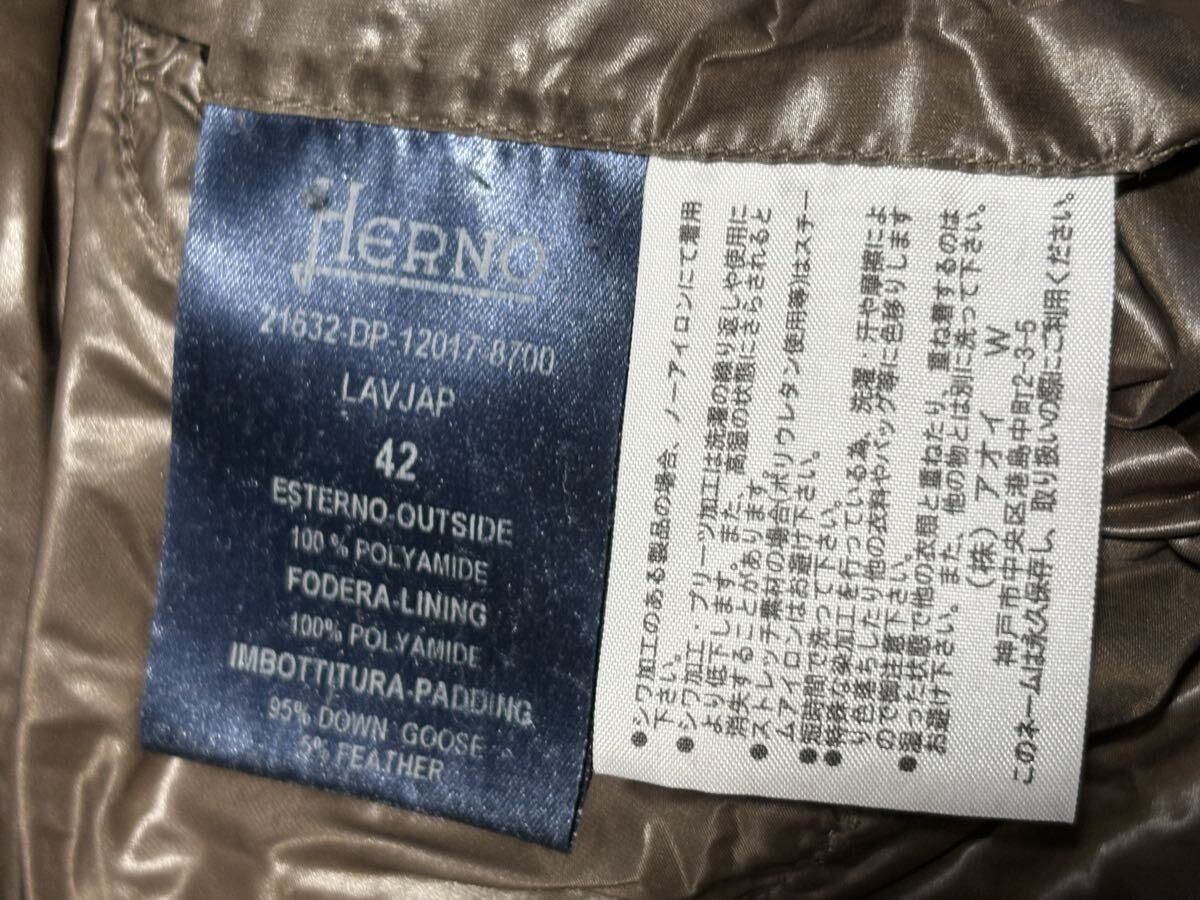 HERNO
21632-DP-12017-8700
LAVJAP
42
ESTERNO-OUTSIDE
100 % POLYAMIDE
FODERA-LINING
100% POLYAMIDE
IMBOTTITURA-PADDING
95% DOWN GOOSE
5% FEATHER
●シワ加工のある製品の場合、ノーアイロンにて着用
下さい。
●シワ加工・プリーツ加工は洗濯の繰り返しや使用に
より低下します。また、高温の状態にさらされると
消失することがあります。
●ストレッチ素材の場合(ポリウレタン使用等)はスチー
ムアイロンはお避け下さい。
●短時間で洗って下さい。
●特殊な染加工を行っている為、洗濯・汗や摩擦によ
り色落ちしたり他の衣料やバッグ等に色移りします
ので御注意下さい。
●湿った状態で他の衣類と重ねたり、重ね着するのは
お避け下さい。また、他の物とは別に洗って下さい。
(株) アオイ W
神戸市中央区港島中町2-3-5
このネームは永久保存し、取り扱いの際にご利用ください。